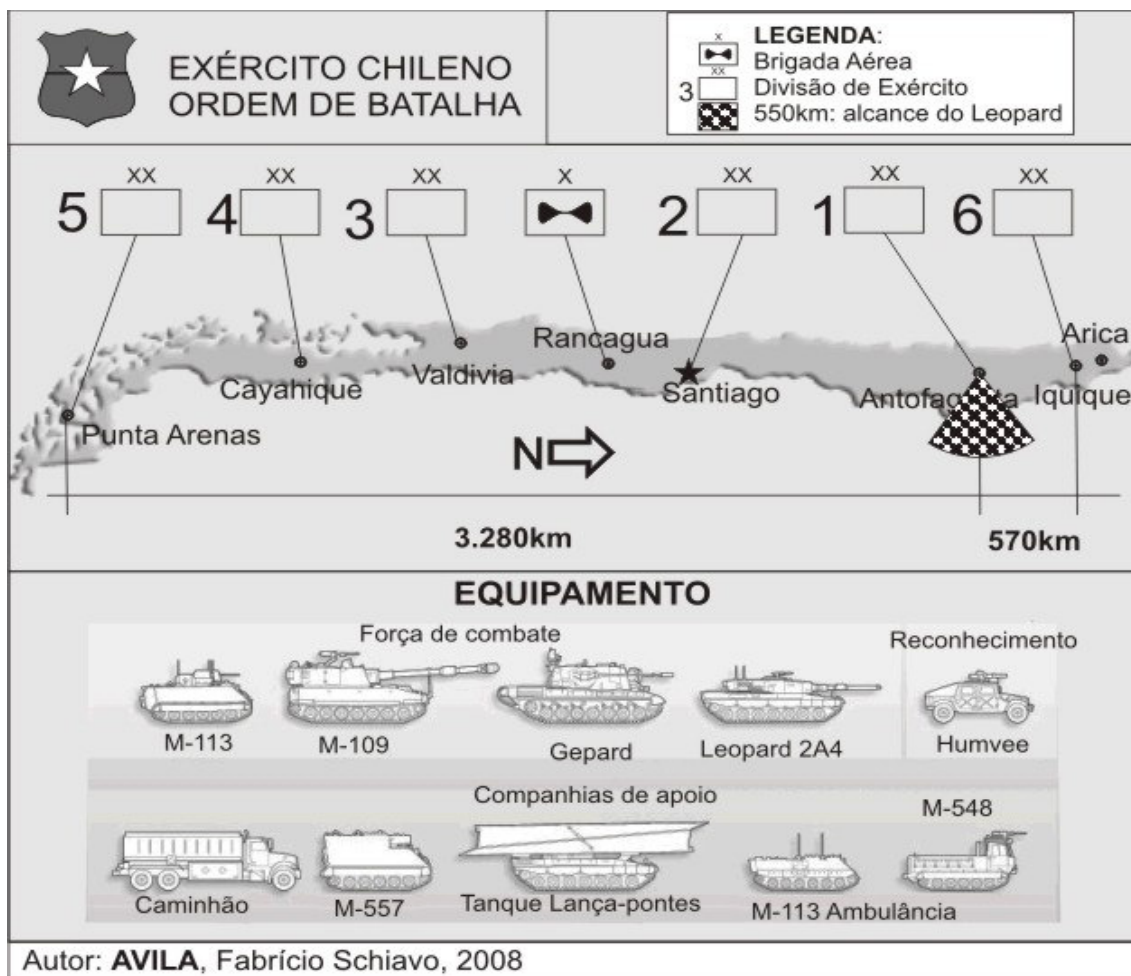 EXÉRCITO CHILENO
ORDEM DE BATALHA
LEGENDA:
X
Brigada Aérea
XX
3 Divisão de Exército
550km: alcance do Leopard
XX XX XX X XX XX XX
5 4 3 2 1 6
Rancagua
Arica
Cayahique
Valdivia
Santiago
Antofagasta
Iquique
Punta Arenas
N
3.280km
570km
EQUIPAMENTO
Força de combate
Reconhecimento
M-113
M-109
Gepard
Leopard 2A4
Humvee
Companhias de apoio
M-548
Caminhão
M-557
Tanque Lança-pontes
M-113 Ambulância
Autor: AVILA, Fabrício Schiavo, 2008